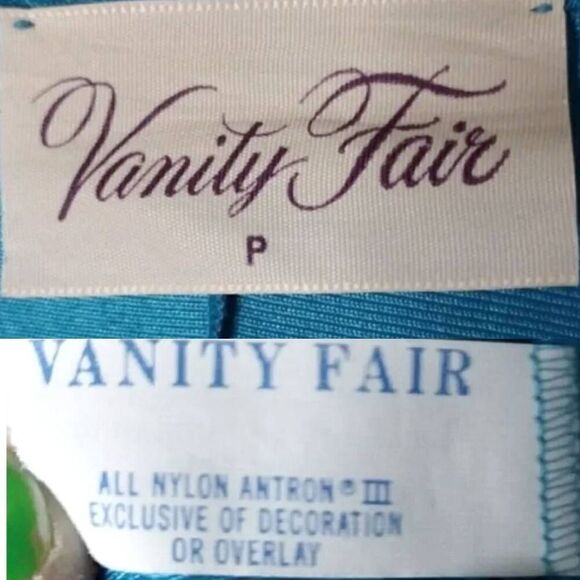 Vanity Fair
P
VANITY FAIR
ALL NYLON ANTRON® III
EXCLUSIVE OF DECORATION
OR OVERLAY